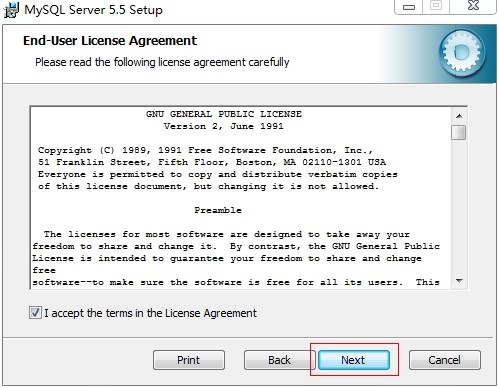 MySQL Server 5.5 Setup
End-User License Agreement
Please read the following license agreement carefully
GNU GENERAL PUBLIC LICENSE
Version 2, June 1991
Copyright (C) 1989, 1991 Free Software Foundation, Inc.,
51 Franklin Street, Fifth Floor, Boston, MA 02110-1301 USA
Everyone is permitted to copy and distribute verbatim copies
of this license document, but changing it is not allowed.
Preamble
The licenses for most software are designed to take away your
freedom to share and change it. By contrast, the GNU General Public
License is intended to guarantee your freedom to share and change
free
software--to make sure the software is free for all its users. This
I accept the terms in the License Agreement
Print Back Next Cancel